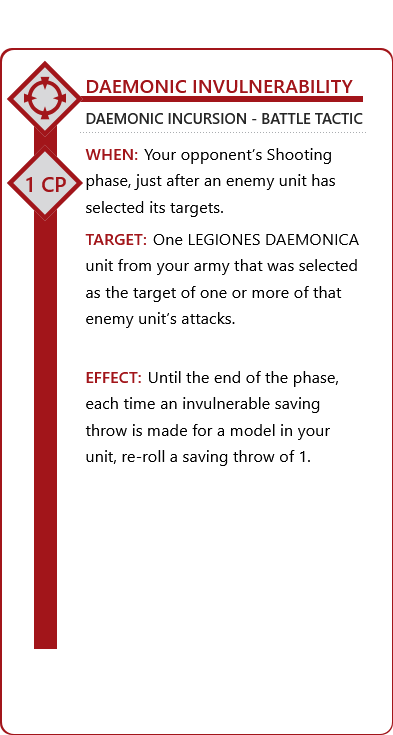 DAEMONIC INVULNERABILITY
DAEMONIC INCURSION - BATTLE TACTIC
1 CP
WHEN: Your opponent’s Shooting
phase, just after an enemy unit has
selected its targets.
TARGET: One LEGIONES DAEMONICA
unit from your army that was selected
as the target of one or more of that
enemy unit’s attacks.
EFFECT: Until the end of the phase,
each time an invulnerable saving
throw is made for a model in your
unit, re-roll a saving throw of 1.